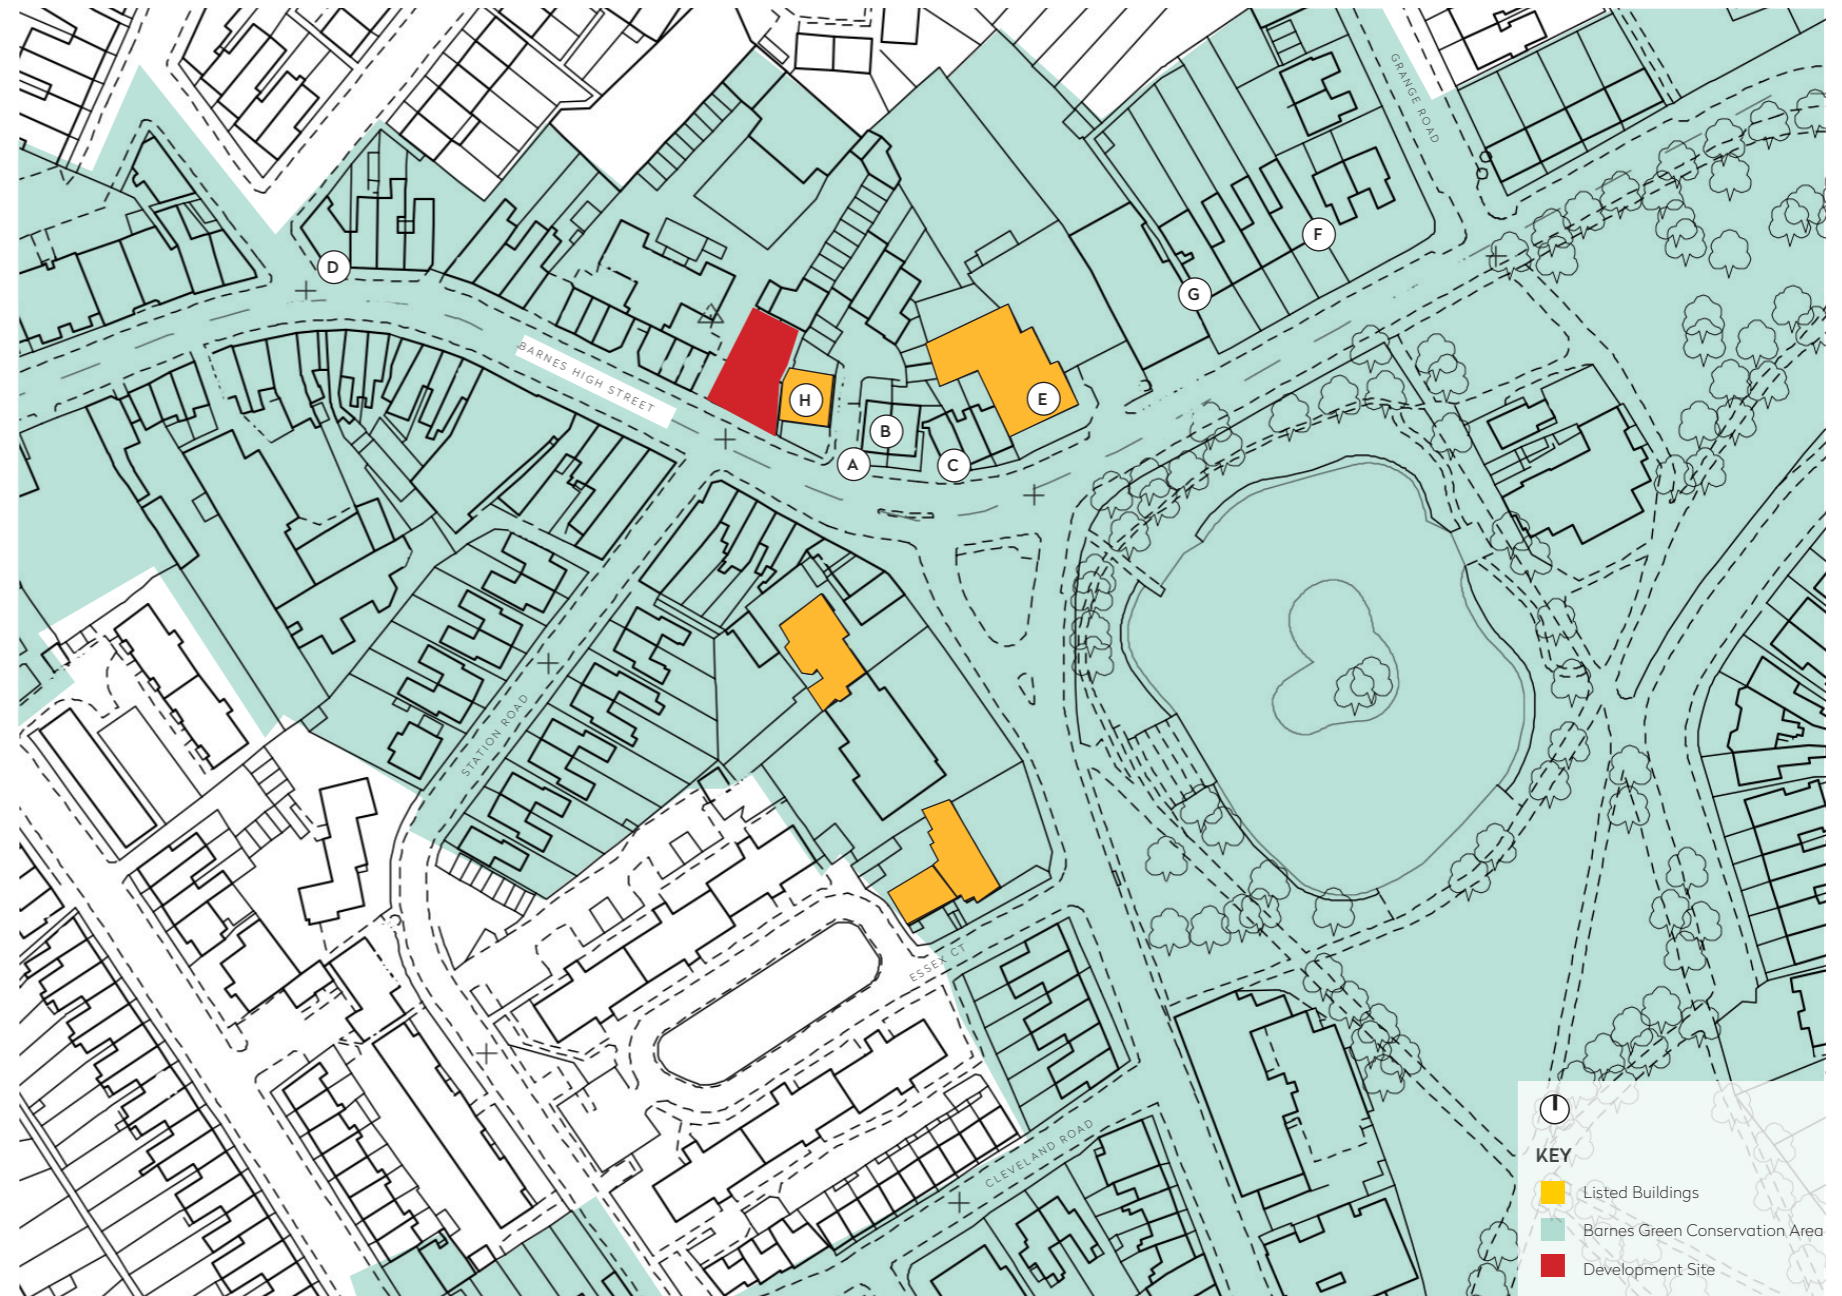 GRANGE ROAD
F
D
G
BARNES HIGH STREET
H
E
B
A
C
STATION ROAD
ESSEX CT
CLEVELAND ROAD
KEY
Listed Buildings
Barnes Green Conservation Area
Development Site